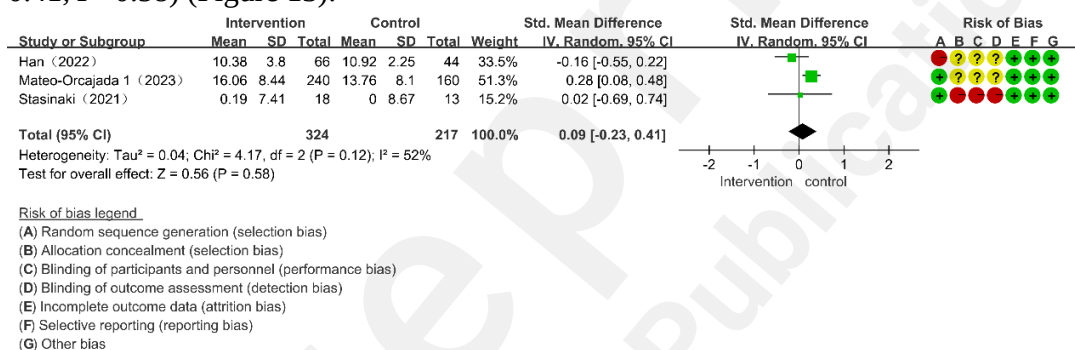 Intervention Control Std. Mean Difference Std. Mean Difference Risk of Bias
Study or Subgroup Mean SD Total Mean SD Total Weight IV, Random, 95% CI IV, Random, 95% CI A B C D E F G
Han（2022） 10.38 3.8 66 10.92 2.25 44 33.5% -0.16 [-0.55, 0.22] ? ? ? + + +
Mateo-Orcajada 1（2023） 16.06 8.44 240 13.76 8.1 160 51.3% 0.28 [0.08, 0.48] + ? ? ? + + +
Stasinaki（2021） 0.19 7.41 18 0 8.67 13 15.2% 0.02 [-0.69, 0.74] + + + +
Total (95% CI) 324 217 100.0% 0.09 [-0.23, 0.41]
Heterogeneity: Tau² = 0.04; Chi² = 4.17, df = 2 (P = 0.12); I² = 52%
Test for overall effect: Z = 0.56 (P = 0.58)
-2 -1 0 1 2
Intervention control
Risk of bias legend
(A) Random sequence generation (selection bias)
(B) Allocation concealment (selection bias)
(C) Blinding of participants and personnel (performance bias)
(D) Blinding of outcome assessment (detection bias)
(E) Incomplete outcome data (attrition bias)
(F) Selective reporting (reporting bias)
(G) Other bias